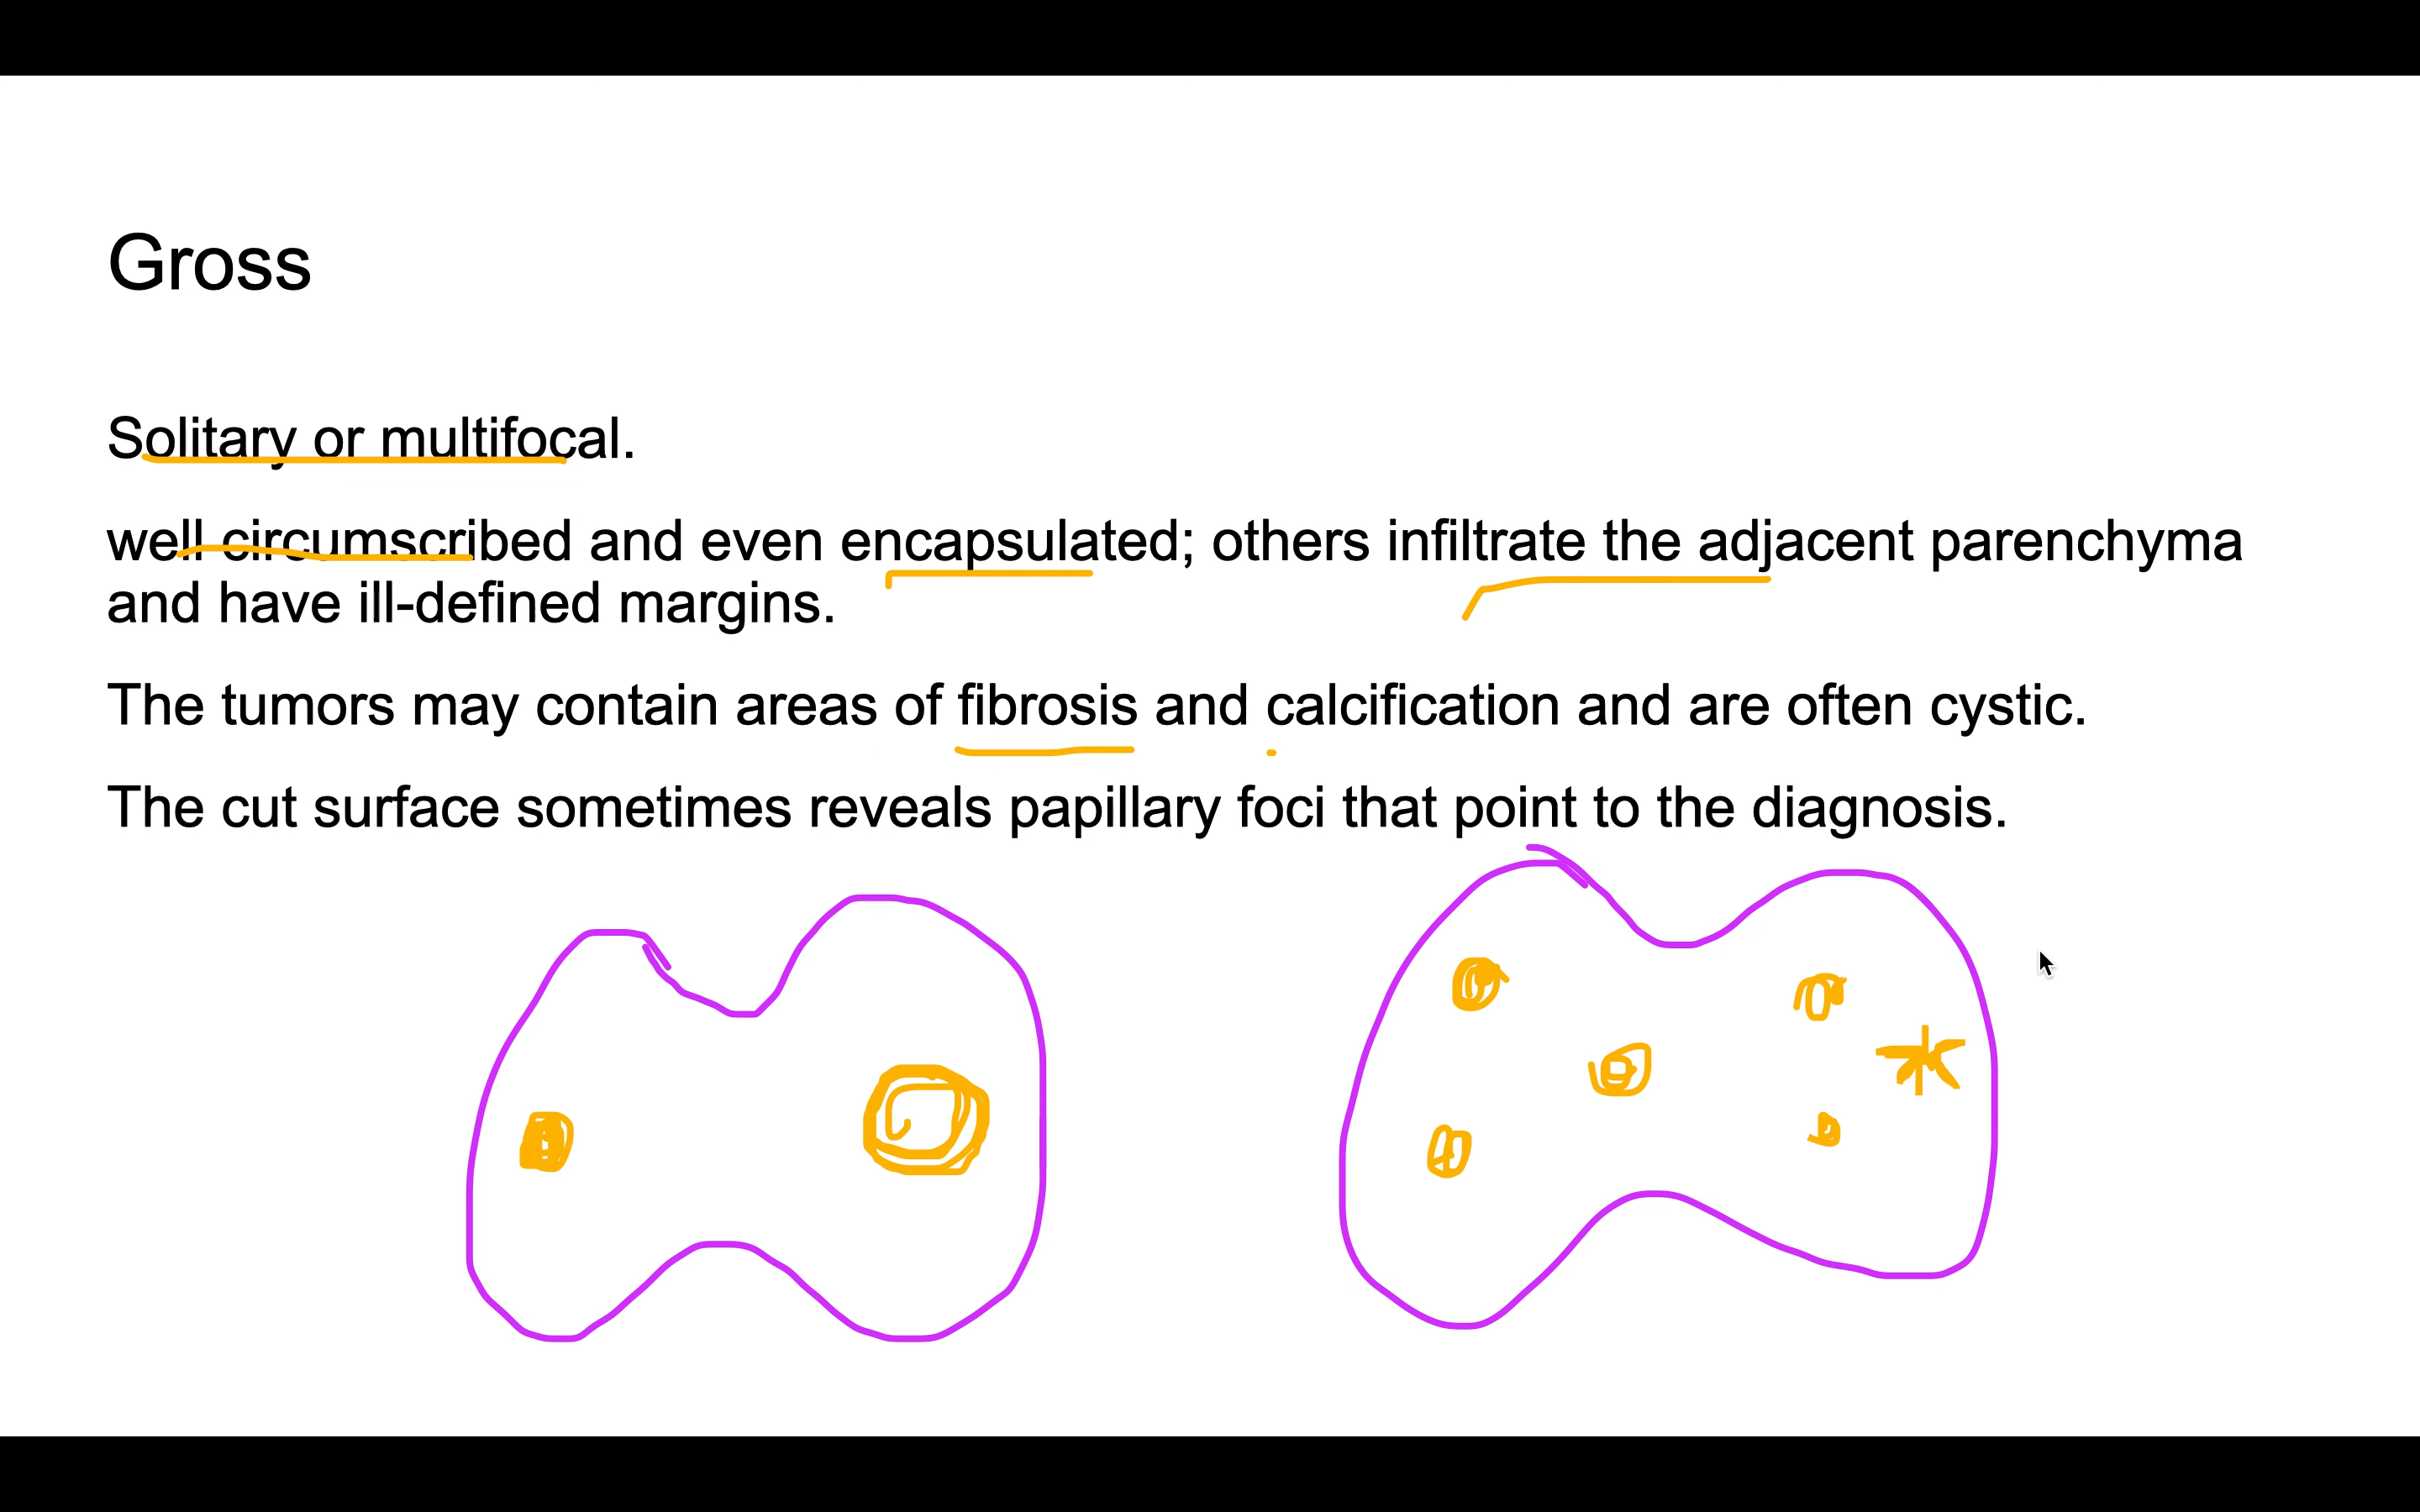 Gross
Solitary or multifocal.
well circumscribed and even encapsulated; others infiltrate the adjacent parenchyma
and have ill-defined margins.
The tumors may contain areas of fibrosis and calcification and are often cystic.
The cut surface sometimes reveals papillary foci that point to the diagnosis.